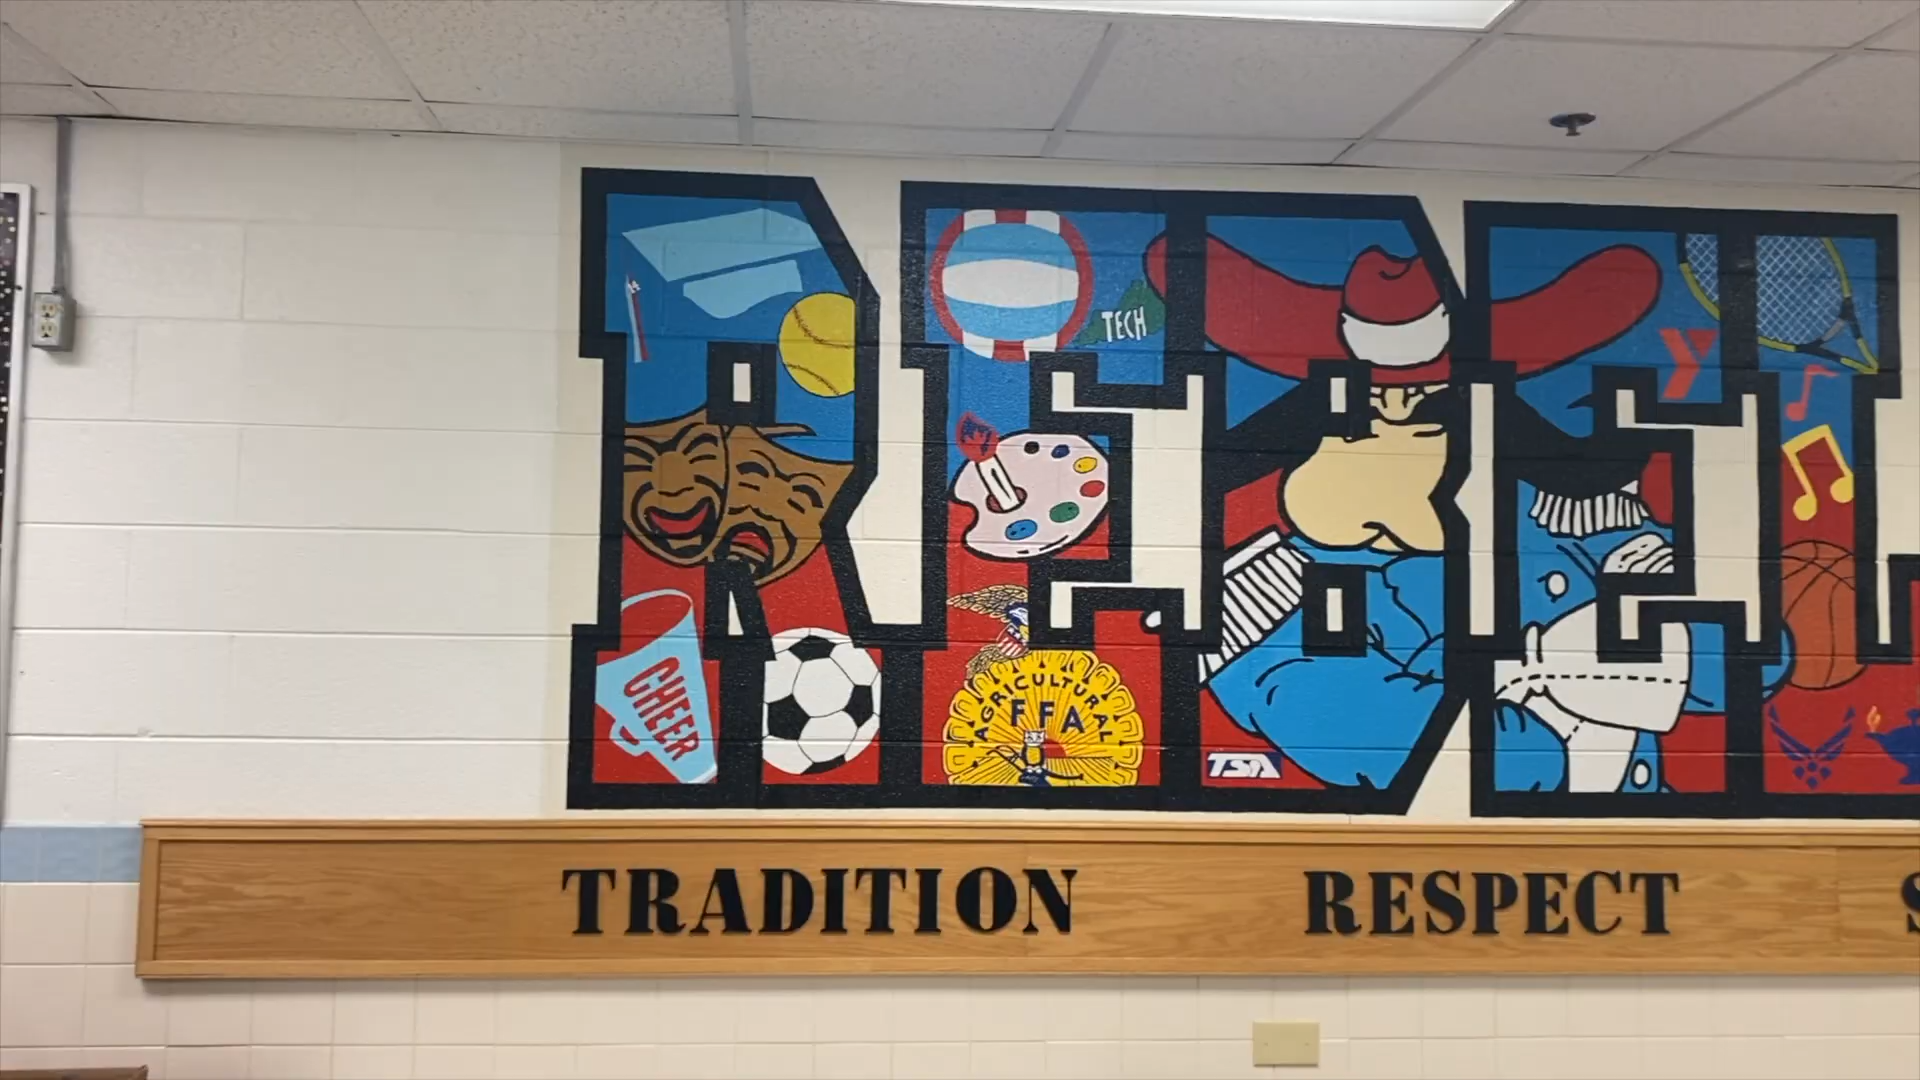 REBEL
TECH
CHEER
AGRICULTURAL
FFA
TSA
TRADITION RESPECT S